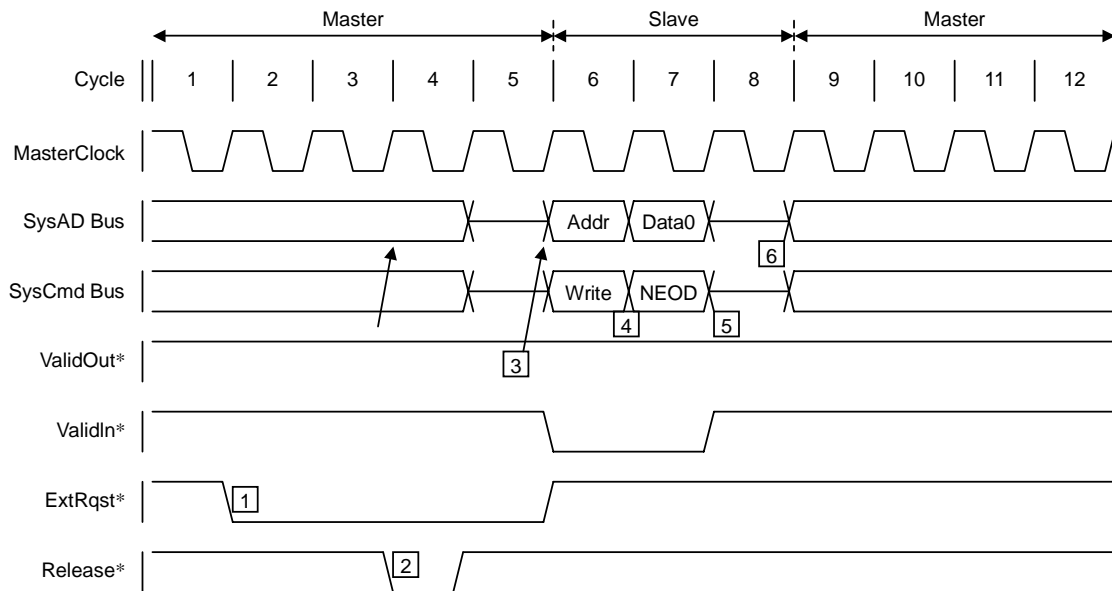 Master Slave Master
Cycle 1 2 3 4 5 6 7 8 9 10 11 12
MasterClock
SysAD Bus Addr Data0
6
SysCmd Bus Write NEOD
4 5
ValidOut*
3
ValidIn*
ExtRqst* 1
Release* 2